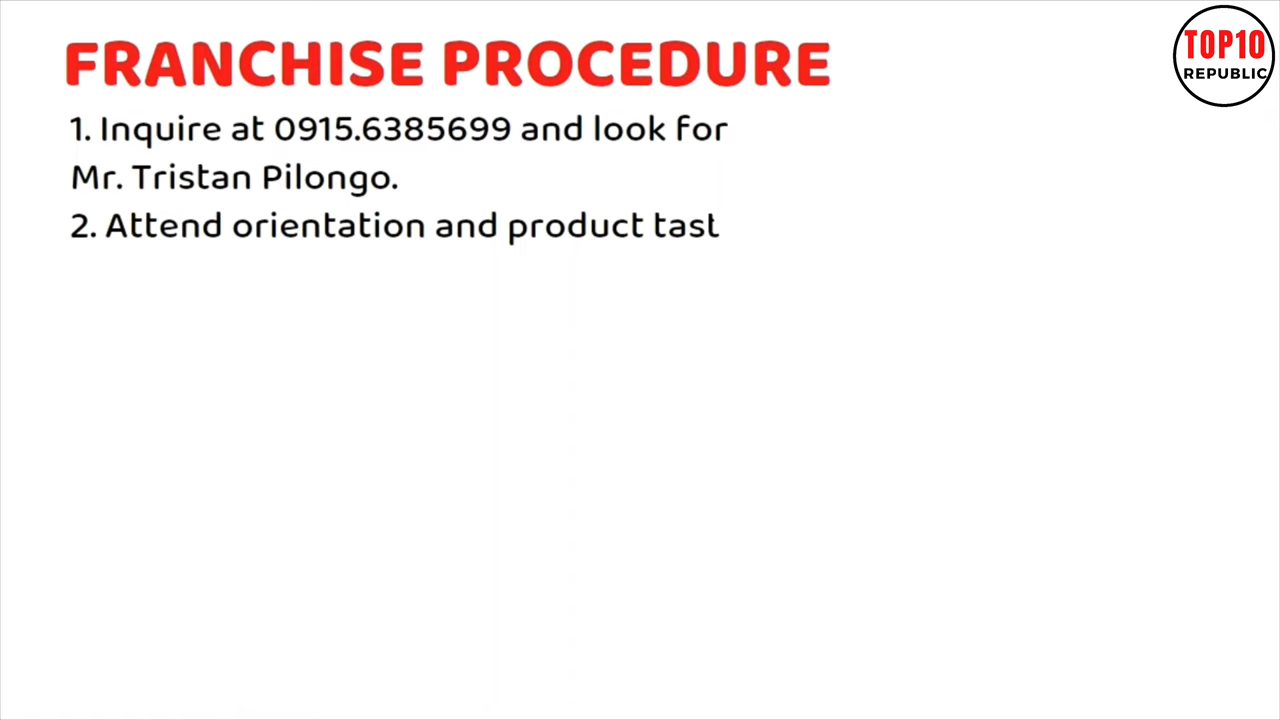 FRANCHISE PROCEDURE
1. Inquire at 0915.6385699 and look for
Mr. Tristan Pilongo.
2. Attend orientation and product tast
TOP10
REPUBLIC